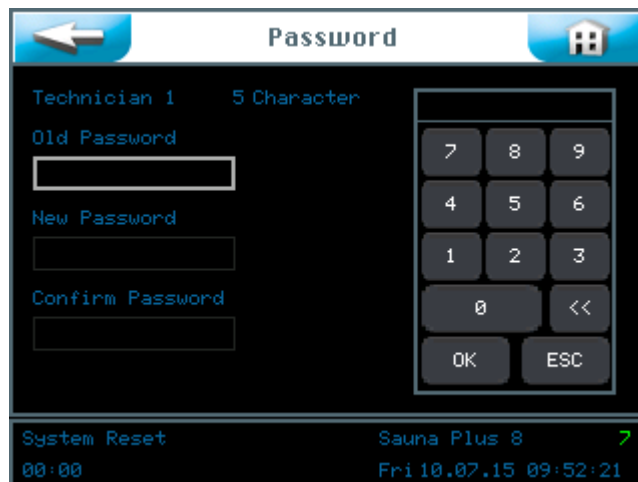 Password
Technician 1 5 Character
Old Password
New Password
Confirm Password
7 8 9
4 5 6
1 2 3
0 <<
OK ESC
System Reset Sauna Plus 8 7
00:00 Fri 10.07.15 09:52:21